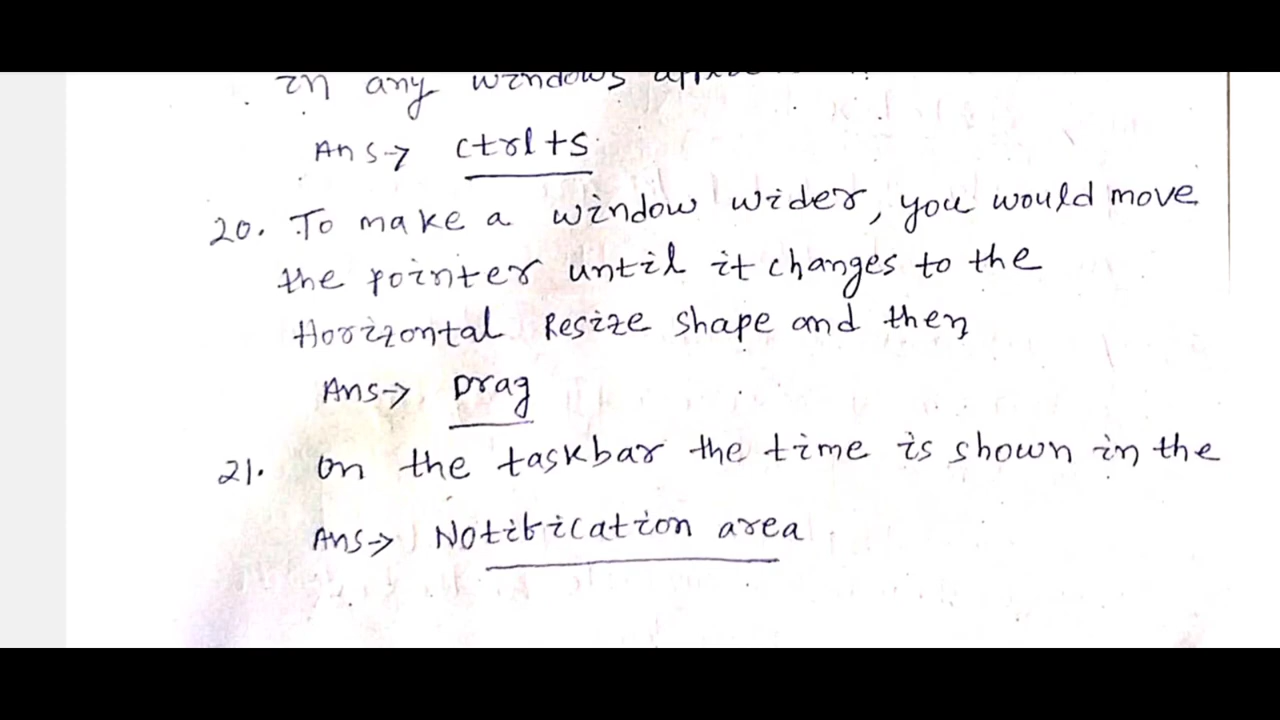 in any windows
Ans→ Ctrl+S
20. To make a window wider, you would move
the pointer until it changes to the
Horizontal Resize shape and then
Ans→ Drag
21. On the taskbar the time is shown in the
Ans→ Notification area